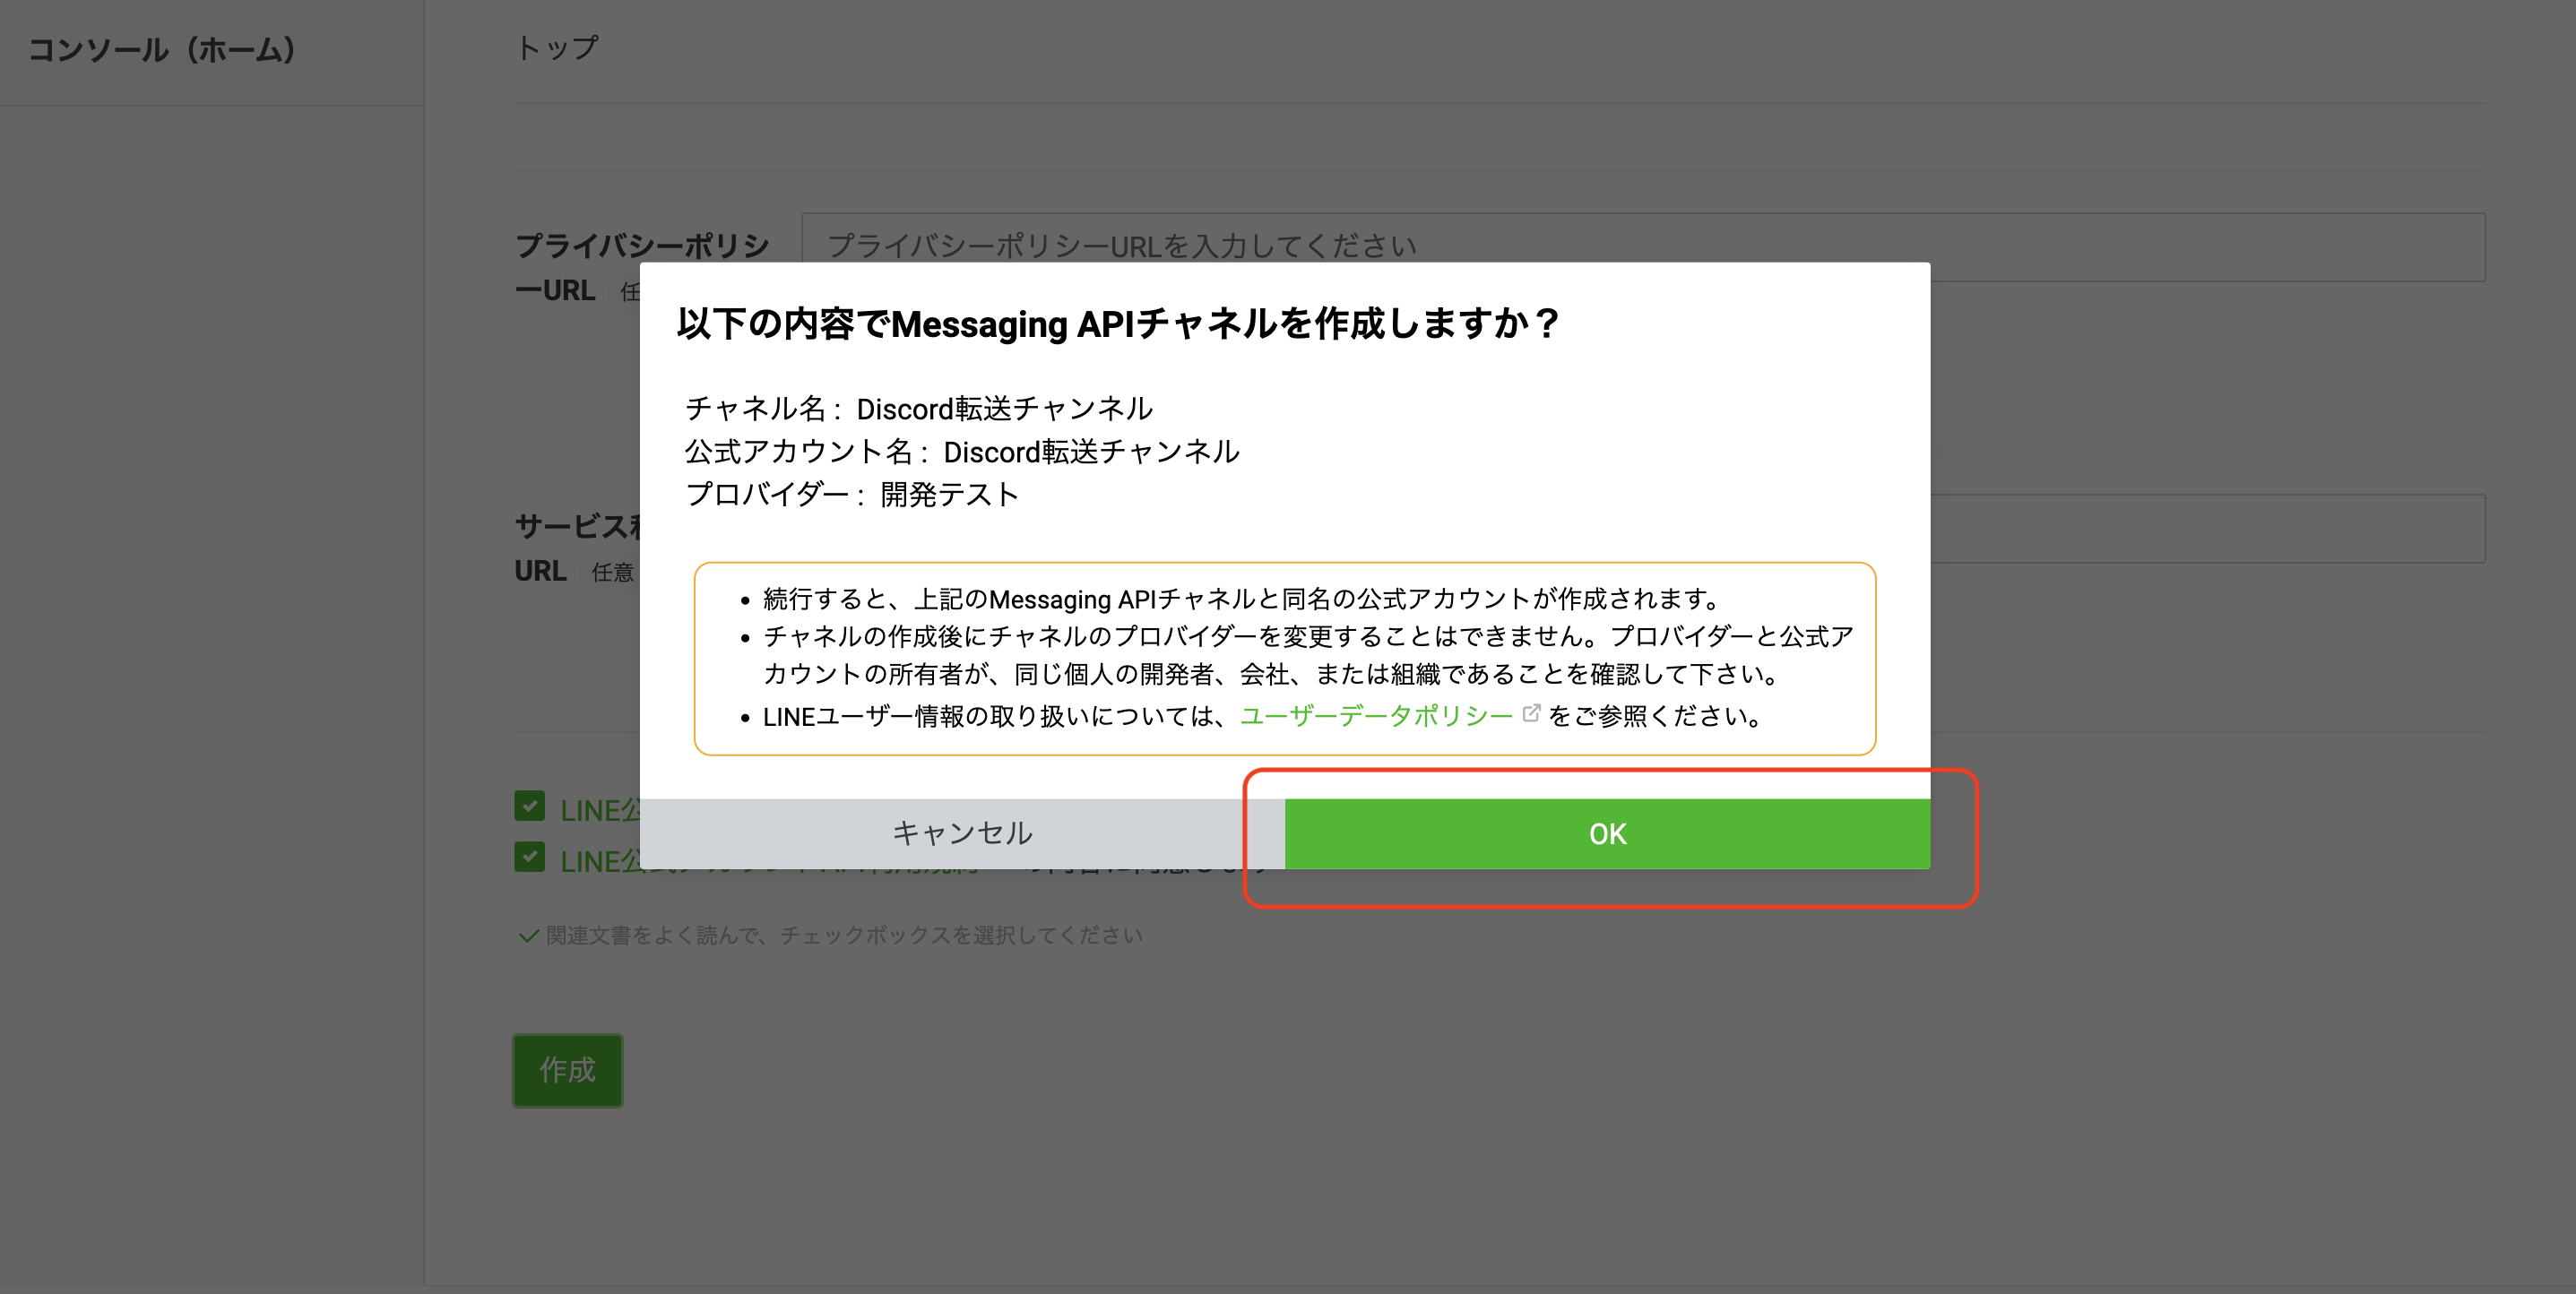 コンソール（ホーム）
トップ
プライバシーポリシ
ーURL 任
プライバシーポリシーURLを入力してください
以下の内容でMessaging APIチャネルを作成しますか？
チャネル名： Discord転送チャンネル
公式アカウント名： Discord転送チャンネル
プロバイダー： 開発テスト
サービス利
URL 任意
• 続行すると、上記のMessaging APIチャネルと同名の公式アカウントが作成されます。
• チャネルの作成後にチャネルのプロバイダーを変更することはできません。プロバイダーと公式ア
カウントの所有者が、同じ個人の開発者、会社、または組織であることを確認して下さい。
• LINEユーザー情報の取り扱いについては、ユーザーデータポリシー をご参照ください。
キャンセル
OK
LINE公
LINE公
関連文書をよく読んで、チェックボックスを選択してください
作成